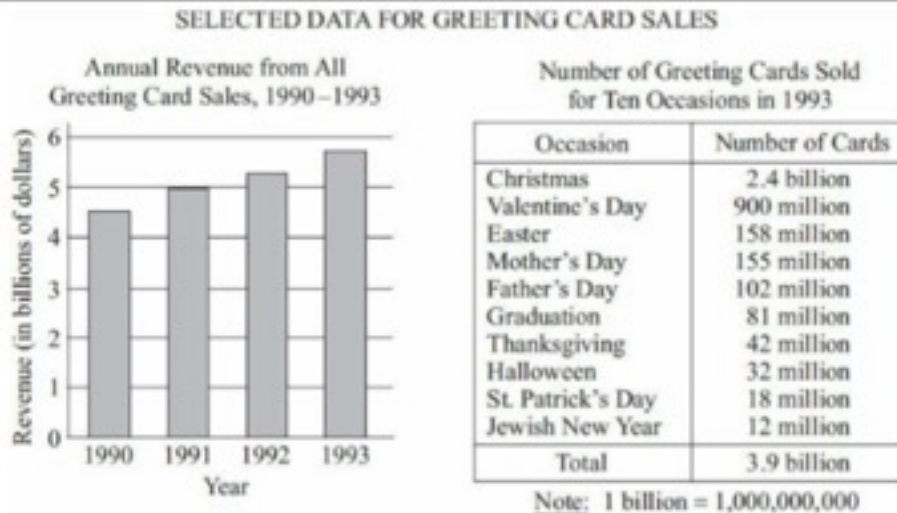 SELECTED DATA FOR GREETING CARD SALES
Annual Revenue from All
Greeting Card Sales, 1990–1993
Revenue (in billions of dollars)
6
5
4
3
2
1
0
1990 1991 1992 1993
Year
Number of Greeting Cards Sold
for Ten Occasions in 1993
Occasion Number of Cards
Christmas 2.4 billion
Valentine's Day 900 million
Easter 158 million
Mother's Day 155 million
Father's Day 102 million
Graduation 81 million
Thanksgiving 42 million
Halloween 32 million
St. Patrick's Day 18 million
Jewish New Year 12 million
Total 3.9 billion
Note: 1 billion = 1,000,000,000